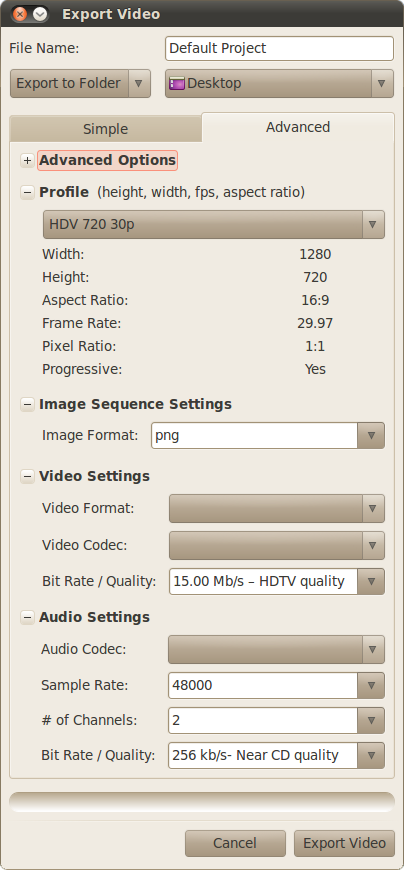 Export Video
File Name: Default Project
Export to Folder Desktop
Simple Advanced
Advanced Options
Profile (height, width, fps, aspect ratio)
HDV 720 30p
Width: 1280
Height: 720
Aspect Ratio: 16:9
Frame Rate: 29.97
Pixel Ratio: 1:1
Progressive: Yes
Image Sequence Settings
Image Format: png
Video Settings
Video Format:
Video Codec:
Bit Rate / Quality: 15.00 Mb/s – HDTV quality
Audio Settings
Audio Codec:
Sample Rate: 48000
# of Channels: 2
Bit Rate / Quality: 256 kb/s- Near CD quality
Cancel Export Video